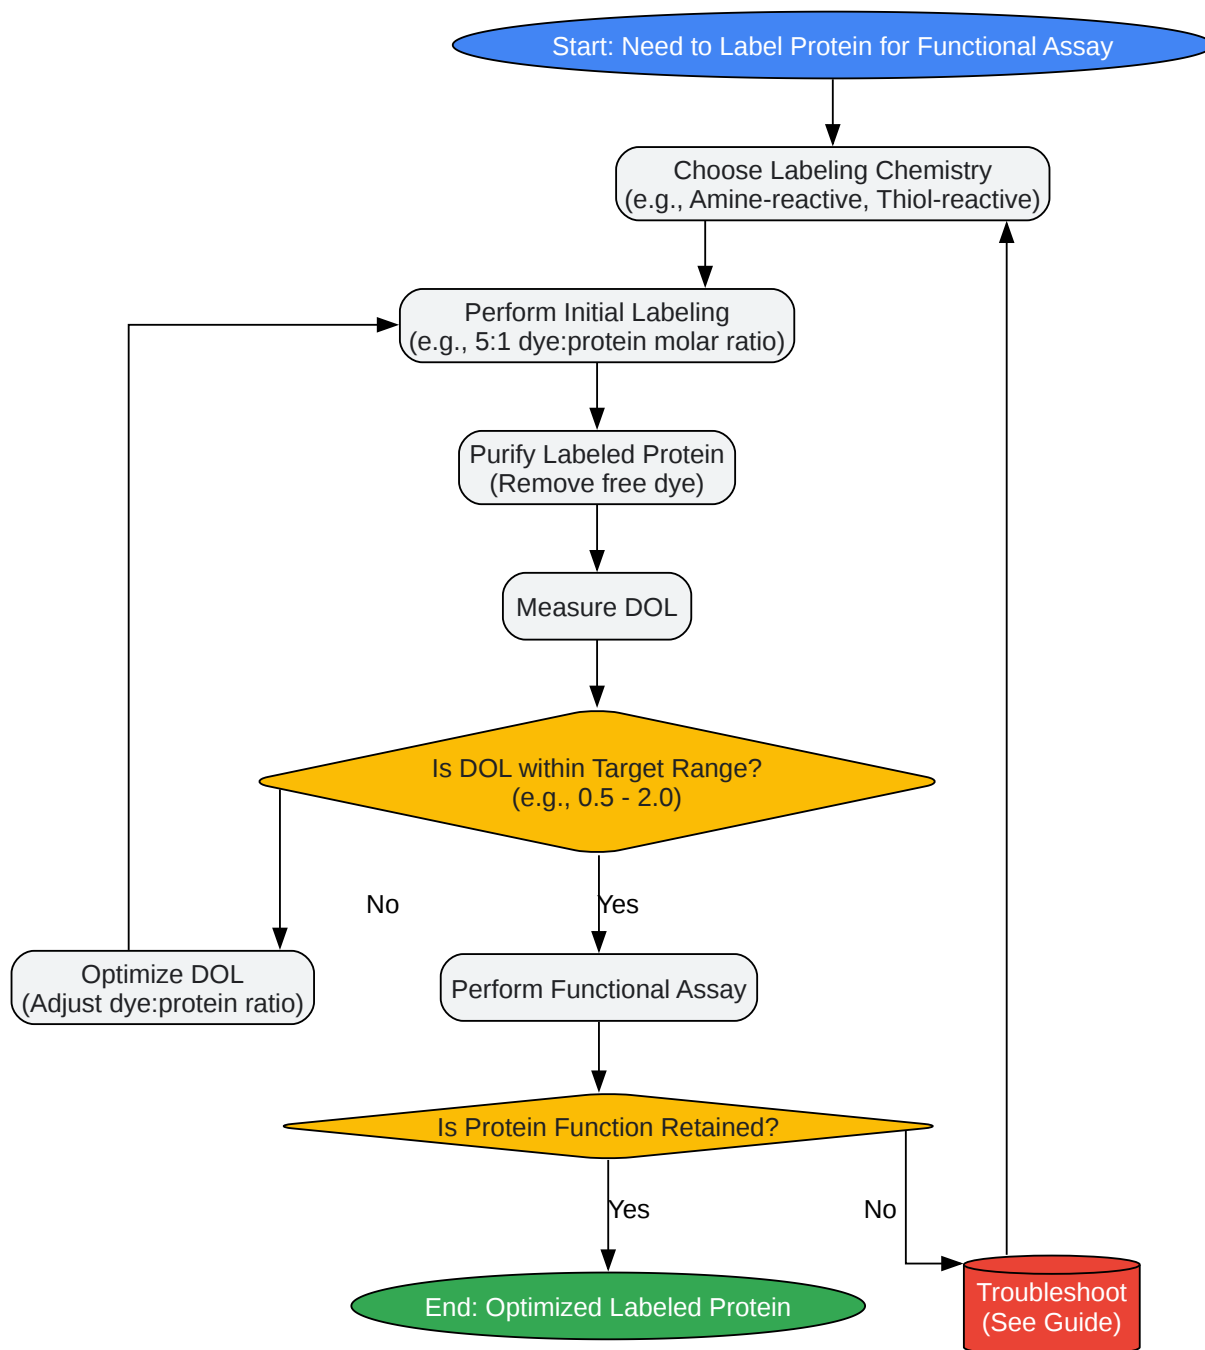 Start: Need to Label Protein for Functional Assay
Choose Labeling Chemistry
(e.g., Amine-reactive, Thiol-reactive)
Perform Initial Labeling
(e.g., 5:1 dye:protein molar ratio)
Purify Labeled Protein
(Remove free dye)
Measure DOL
Is DOL within Target Range?
(e.g., 0.5 - 2.0)
No
Yes
Optimize DOL
(Adjust dye:protein ratio)
Perform Functional Assay
Is Protein Function Retained?
Yes
No
End: Optimized Labeled Protein
Troubleshoot
(See Guide)